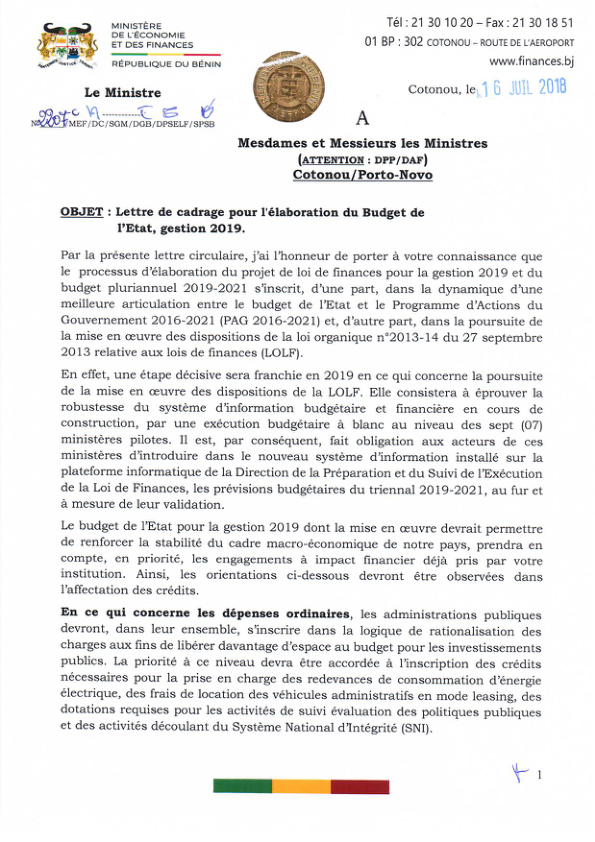 MINISTÈRE
DE L'ÉCONOMIE
ET DES FINANCES
RÉPUBLIQUE DU BÉNIN
Tél : 21 30 10 20 – Fax : 21 30 18 51
01 BP : 302 COTONOU – ROUTE DE L'AEROPORT
www.finances.bj
Le Ministre
Cotonou, le 16 JUIL 2018
N° 2207-C /MEF/DC/SGM/DGB/DPSELF/SPSB
A
Mesdames et Messieurs les Ministres
(ATTENTION : DPP/DAF)
Cotonou/Porto-Novo
OBJET : Lettre de cadrage pour l'élaboration du Budget de
l'Etat, gestion 2019.
Par la présente lettre circulaire, j'ai l'honneur de porter à votre connaissance que
le processus d'élaboration du projet de loi de finances pour la gestion 2019 et du
budget pluriannuel 2019-2021 s'inscrit, d'une part, dans la dynamique d'une
meilleure articulation entre le budget de l'Etat et le Programme d'Actions du
Gouvernement 2016-2021 (PAG 2016-2021) et, d'autre part, dans la poursuite de
la mise en œuvre des dispositions de la loi organique n°2013-14 du 27 septembre
2013 relative aux lois de finances (LOLF).
En effet, une étape décisive sera franchie en 2019 en ce qui concerne la poursuite
de la mise en œuvre des dispositions de la LOLF. Elle consistera à éprouver la
robustesse du système d'information budgétaire et financière en cours de
construction, par une exécution budgétaire à blanc au niveau des sept (07)
ministères pilotes. Il est, par conséquent, fait obligation aux acteurs de ces
ministères d'introduire dans le nouveau système d'information installé sur la
plateforme informatique de la Direction de la Préparation et du Suivi de l'Exécution
de la Loi de Finances, les prévisions budgétaires du triennal 2019-2021, au fur et
à mesure de leur validation.
Le budget de l'Etat pour la gestion 2019 dont la mise en œuvre devrait permettre
de renforcer la stabilité du cadre macro-économique de notre pays, prendra en
compte, en priorité, les engagements à impact financier déjà pris par votre
institution. Ainsi, les orientations ci-dessous devront être observées dans
l'affectation des crédits.
En ce qui concerne les dépenses ordinaires, les administrations publiques
devront, dans leur ensemble, s'inscrire dans la logique de rationalisation des
charges aux fins de libérer davantage d'espace au budget pour les investissements
publics. La priorité à ce niveau devra être accordée à l'inscription des crédits
nécessaires pour la prise en charge des redevances de consommation d'énergie
électrique, des frais de location des véhicules administratifs en mode leasing, des
dotations requises pour les activités de suivi évaluation des politiques publiques
et des activités découlant du Système National d'Intégrité (SNI).
1